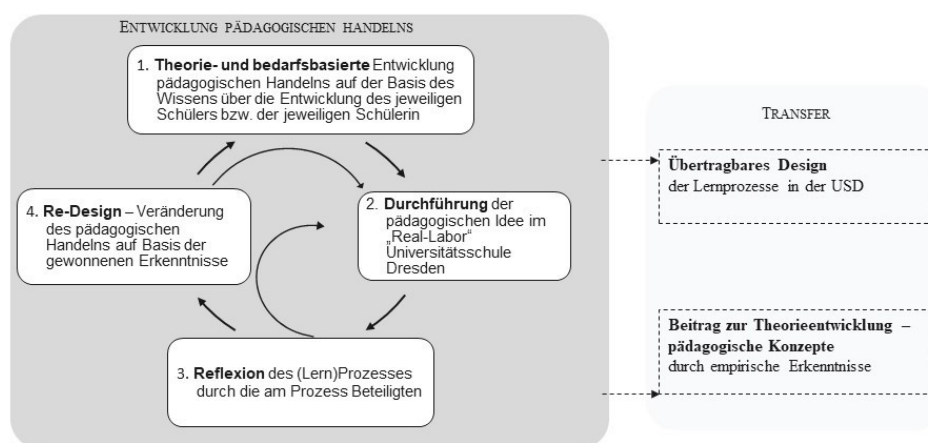 ENTWICKLUNG PÄDAGOGISCHEN HANDELNS
1. Theorie- und bedarfsbasierte Entwicklung
pädagogischen Handelns auf der Basis des
Wissens über die Entwicklung des jeweiligen
Schülers bzw. der jeweiligen Schülerin
2. Durchführung der
pädagogischen Idee im
„Real-Labor“
Universitätsschule
Dresden
3. Reflexion des (Lern)Prozesses
durch die am Prozess Beteiligten
4. Re-Design – Veränderung
des pädagogischen
Handelns auf Basis der
gewonnenen Erkenntnisse
TRANSFER
Übertragbares Design
der Lernprozesse in der USD
Beitrag zur Theorieentwicklung –
pädagogische Konzepte
durch empirische Erkenntnisse